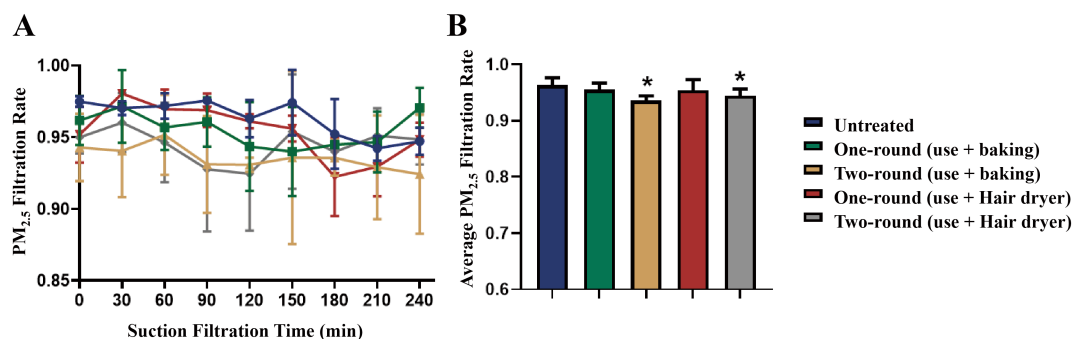 A
PM2.5 Filtration Rate
1.00
0.95
0.90
0.85
0 30 60 90 120 150 180 210 240
Suction Filtration Time (min)
B
Average PM2.5 Filtration Rate
1.0
0.9
0.8
0.7
0.6
* *
Untreated
One-round (use + baking)
Two-round (use + baking)
One-round (use + Hair dryer)
Two-round (use + Hair dryer)